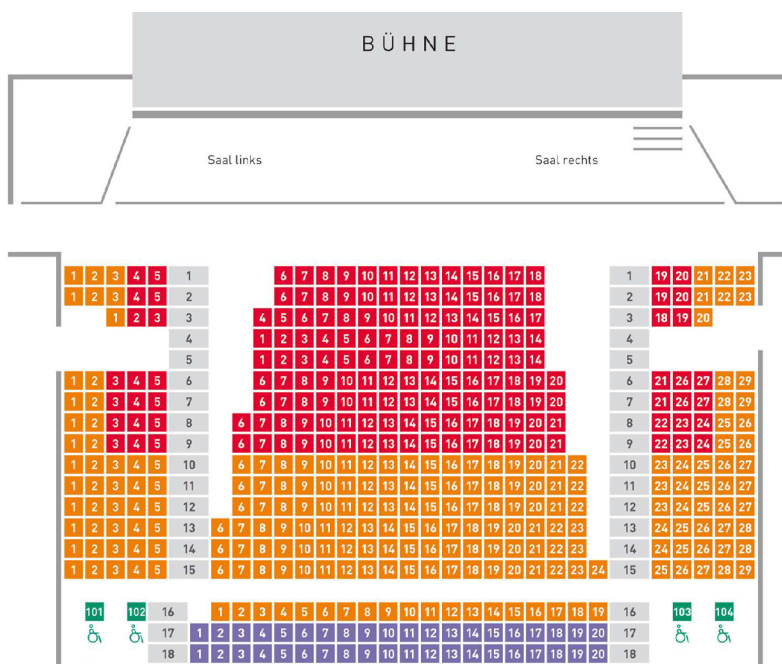 BÜHNE
Saal links Saal rechts
1 2 3 4 5 1 6 7 8 9 10 11 12 13 14 15 16 17 18 1 19 20 21 22 23
1 2 3 4 5 2 6 7 8 9 10 11 12 13 14 15 16 17 18 2 19 20 21 22 23
1 2 3 3 4 5 6 7 8 9 10 11 12 13 14 15 16 17 3 18 19 20
4 1 2 3 4 5 6 7 8 9 10 11 12 13 14 4
5 1 2 3 4 5 6 7 8 9 10 11 12 13 14 5
1 2 3 4 5 6 6 7 8 9 10 11 12 13 14 15 16 17 18 19 20 6 21 26 27 28 29
1 2 3 4 5 7 6 7 8 9 10 11 12 13 14 15 16 17 18 19 20 7 21 26 27 28 29
1 2 3 4 5 8 6 7 8 9 10 11 12 13 14 15 16 17 18 19 20 21 8 22 23 24 25 26
1 2 3 4 5 9 6 7 8 9 10 11 12 13 14 15 16 17 18 19 20 21 9 22 23 24 25 26
1 2 3 4 5 10 6 7 8 9 10 11 12 13 14 15 16 17 18 19 20 21 22 10 23 24 25 26 27
1 2 3 4 5 11 6 7 8 9 10 11 12 13 14 15 16 17 18 19 20 21 22 11 23 24 25 26 27
1 2 3 4 5 12 6 7 8 9 10 11 12 13 14 15 16 17 18 19 20 21 22 12 23 24 25 26 27
1 2 3 4 5 13 6 7 8 9 10 11 12 13 14 15 16 17 18 19 20 21 22 23 13 24 25 26 27 28
1 2 3 4 5 14 6 7 8 9 10 11 12 13 14 15 16 17 18 19 20 21 22 23 14 24 25 26 27 28
1 2 3 4 5 15 6 7 8 9 10 11 12 13 14 15 16 17 18 19 20 21 22 23 24 15 25 26 27 28 29
101 102 16 1 2 3 4 5 6 7 8 9 10 11 12 13 14 15 16 17 18 19 16 103 104
17 1 2 3 4 5 6 7 8 9 10 11 12 13 14 15 16 17 18 19 20 17
18 1 2 3 4 5 6 7 8 9 10 11 12 13 14 15 16 17 18 19 20 18